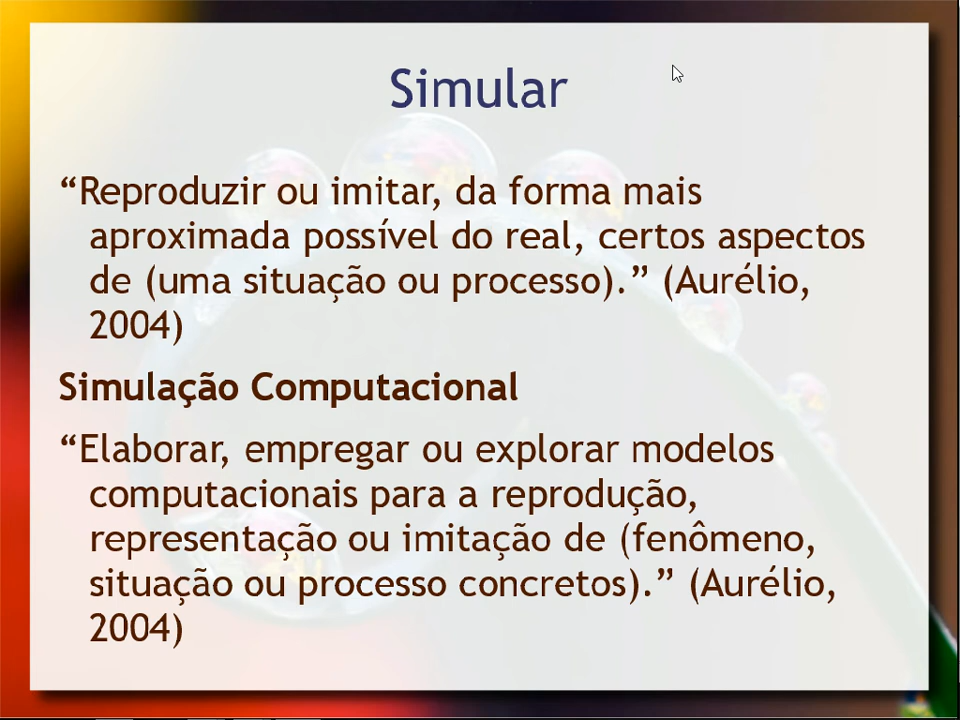 Simular
“Reproduzir ou imitar, da forma mais
aproximada possível do real, certos aspectos
de (uma situação ou processo).” (Aurélio,
2004)
Simulação Computacional
“Elaborar, empregar ou explorar modelos
computacionais para a reprodução,
representação ou imitação de (fenômeno,
situação ou processo concretos).” (Aurélio,
2004)